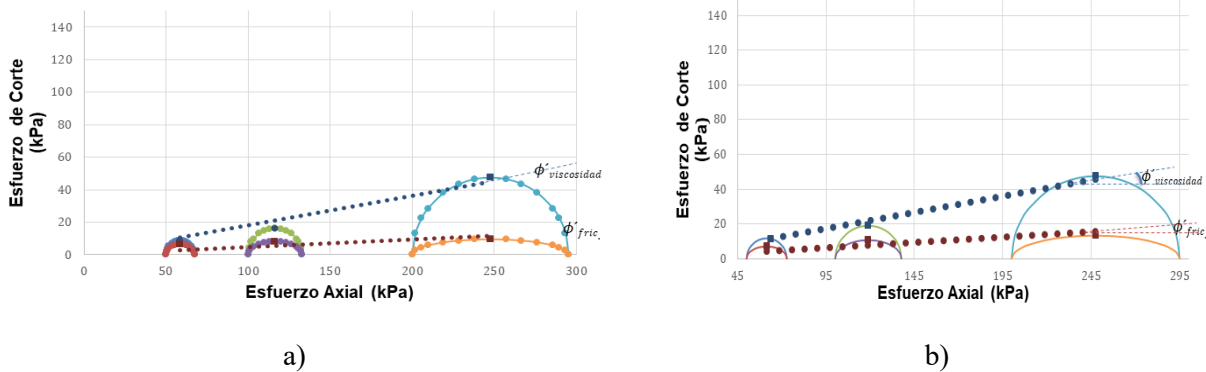 Esfuerzo de Corte
(kPa)
140
120
100
80
60
40
20
0
0
50
100
150
200
250
300
Esfuerzo Axial (kPa)
ϕ´viscosidad
ϕ´fric.
a)
Esfuerzo de Corte
(kPa)
140
120
100
80
60
40
20
0
45
95
145
195
245
295
Esfuerzo Axial (kPa)
ϕ´viscosidad
ϕ´fric.
b)